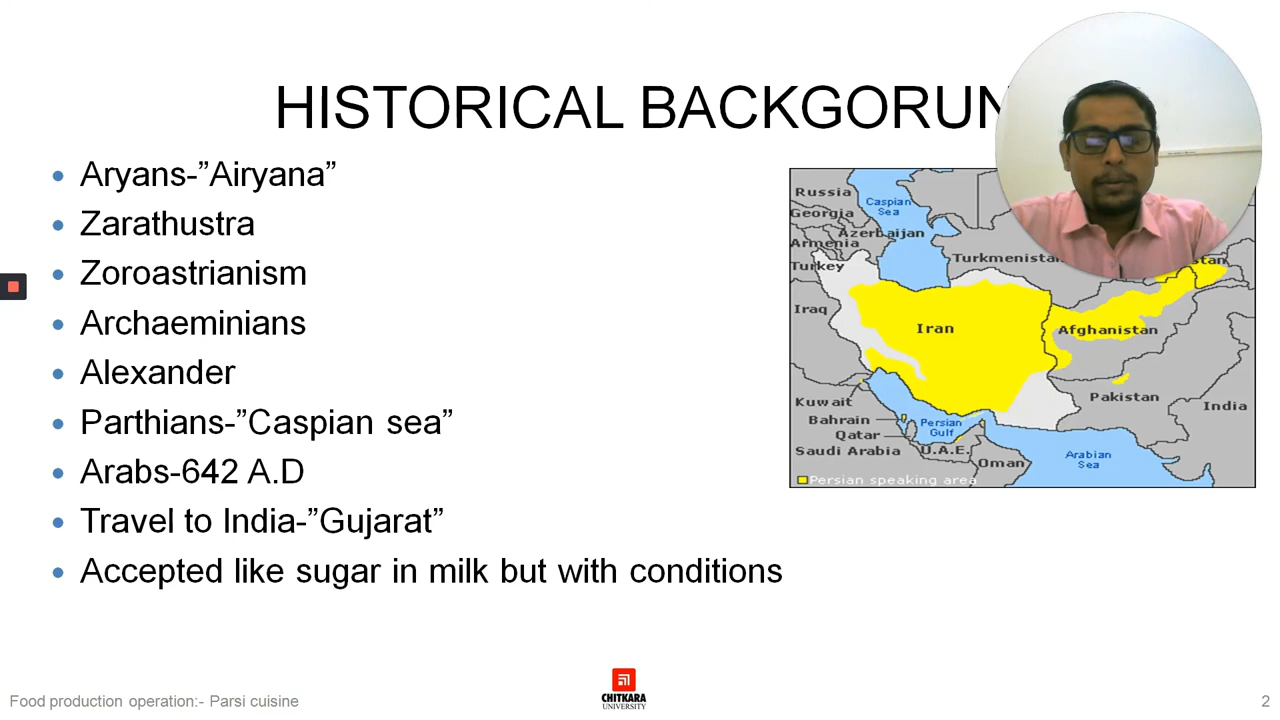 HISTORICAL BACKGORUN
Aryans-”Airyana”
Zarathustra
Zoroastrianism
Archaeminians
Alexander
Parthians-”Caspian sea”
Arabs-642 A.D
Travel to India-”Gujarat”
Accepted like sugar in milk but with conditions
Russia
Caspian
Sea
Georgia
Azerbaijan
Armenia
Turkey
Turkmenista
stan
Iraq
Iran
Afghanistan
Kuwait
Pakistan
India
Bahrain
Persian
Gulf
Qatar
Saudi Arabia
U.A.E.
Oman
Arabian
Sea
Persian speaking area
Food production operation:- Parsi cuisine
CHITKARA
UNIVERSITY
2